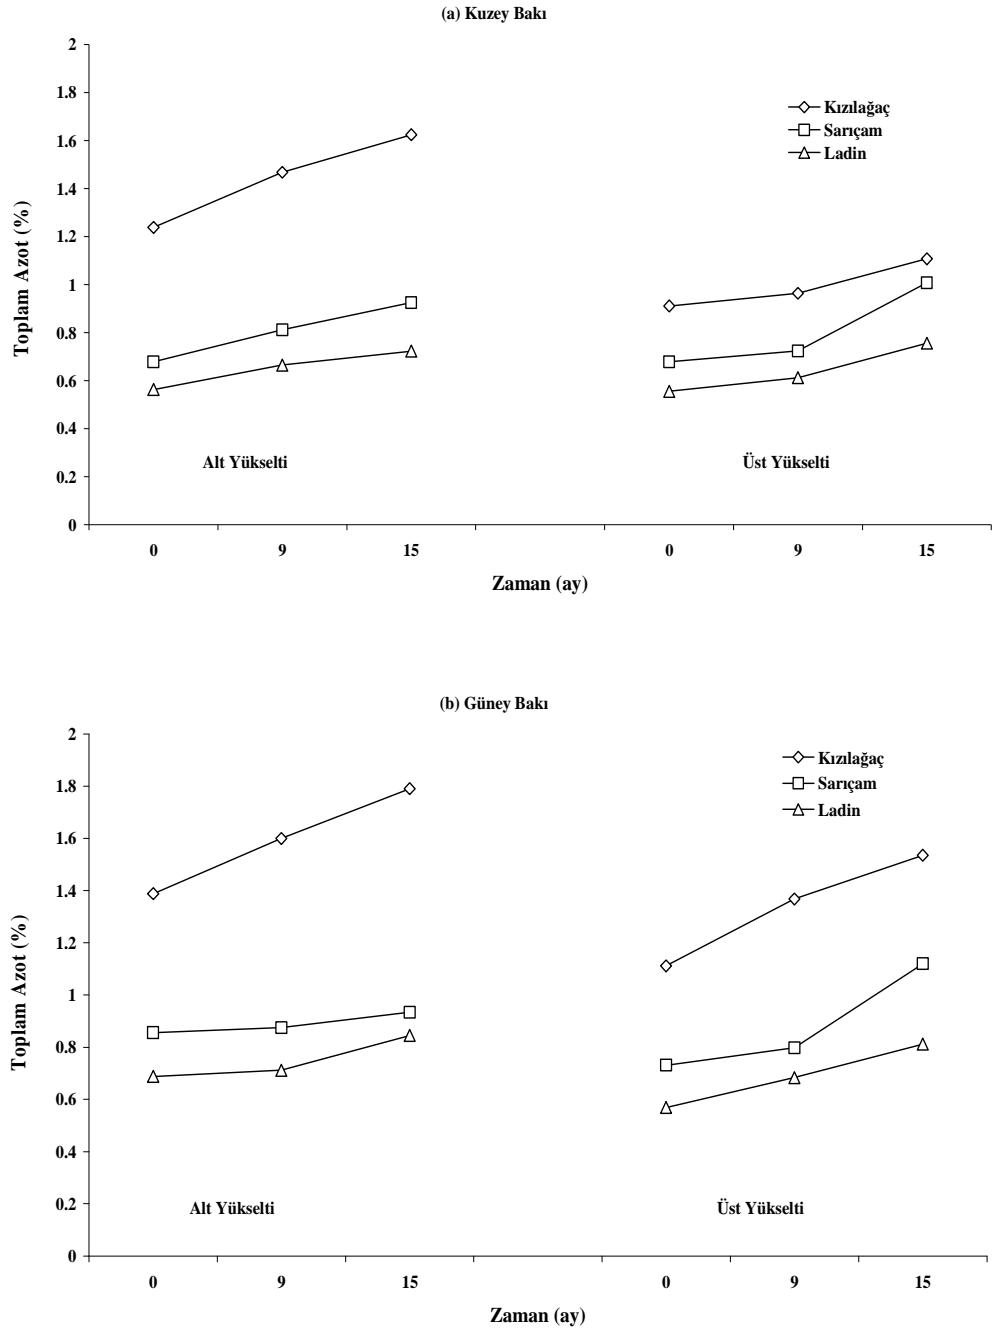 (a) Kuzey Bakı
2
1.8
1.6
1.4
1.2
1
0.8
0.6
0.4
0.2
0
Toplam Azot (%)
Kızılağaç
Sarıçam
Ladin
Alt Yükselti
Üst Yükselti
0 9 15 0 9 15
Zaman (ay)
(b) Güney Bakı
2
1.8
1.6
1.4
1.2
1
0.8
0.6
0.4
0.2
0
Toplam Azot (%)
Kızılağaç
Sarıçam
Ladin
Alt Yükselti
Üst Yükselti
0 9 15 0 9 15
Zaman (ay)